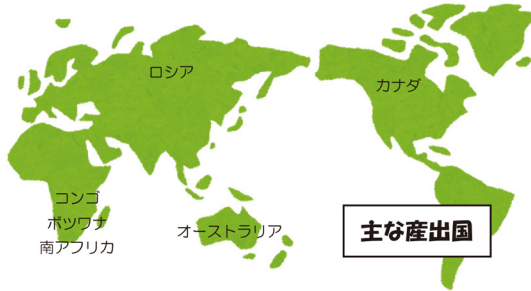 ロシア
カナダ
コンゴ
ボツワナ
南アフリカ
オーストラリア
主な産出国